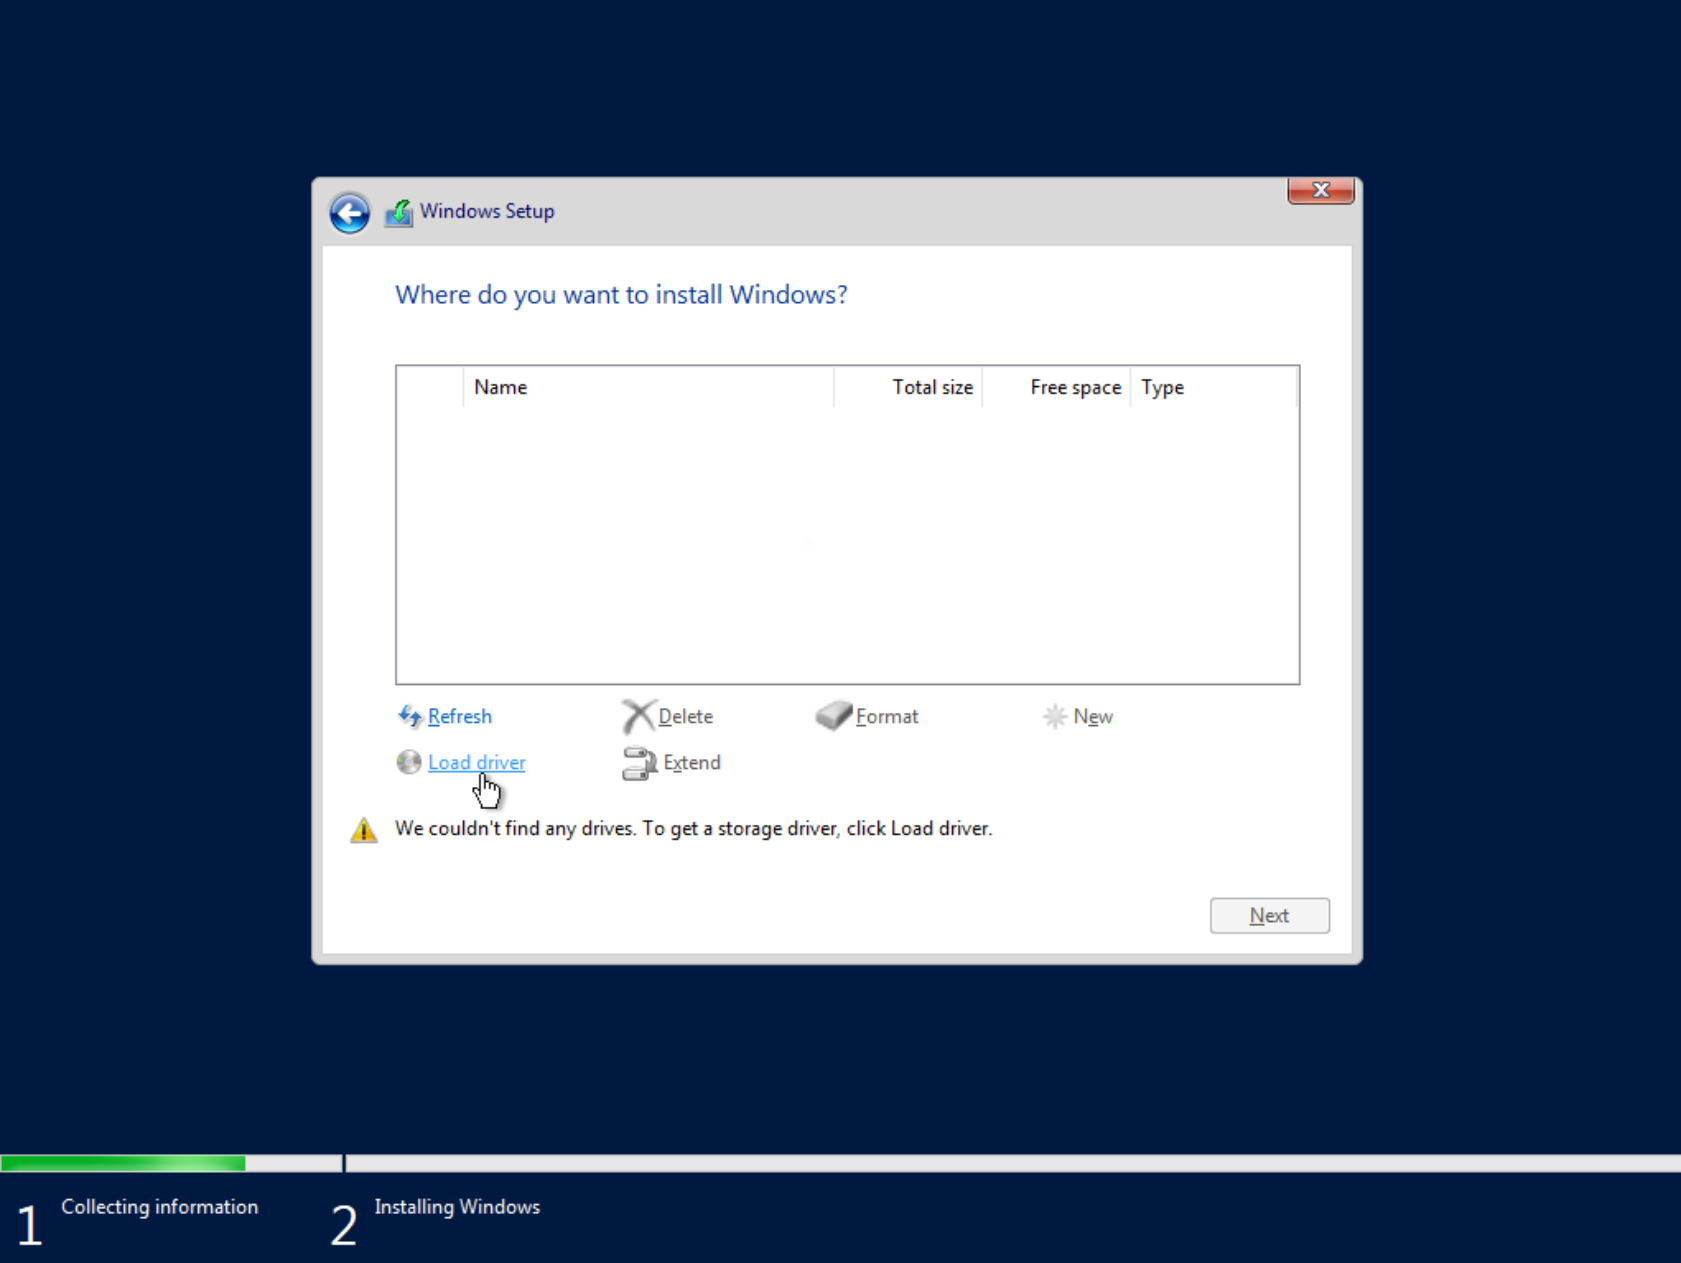 Windows Setup
Where do you want to install Windows?
Name Total size Free space Type
Refresh Delete Format New
Load driver Extend
We couldn't find any drives. To get a storage driver, click Load driver.
Next
1 Collecting information 2 Installing Windows